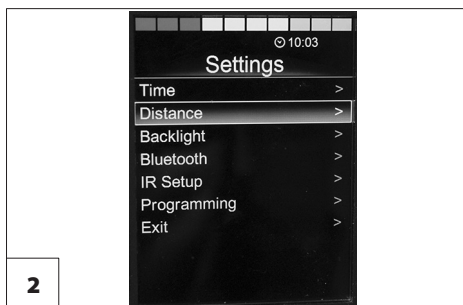 10:03
Settings
Time >
Distance >
Backlight >
Bluetooth >
IR Setup >
Programming >
Exit >
2